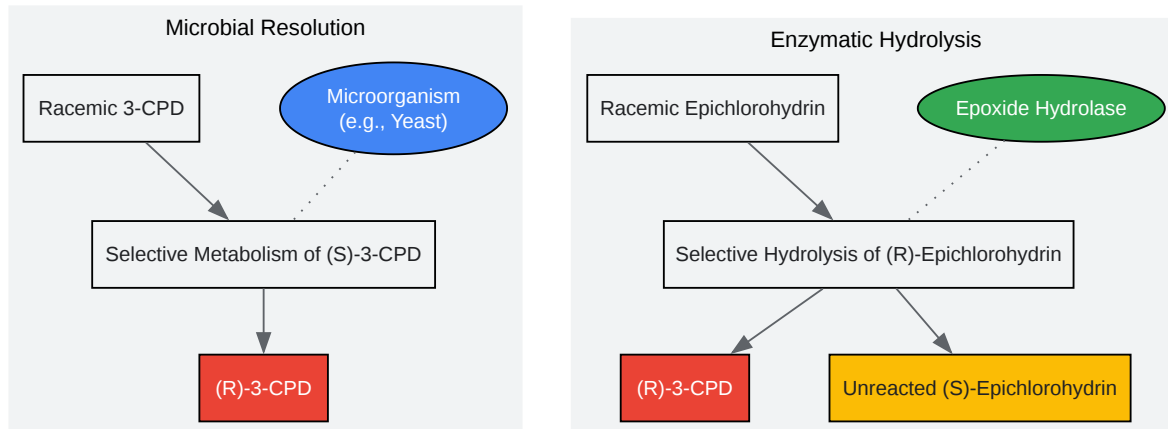 Microbial Resolution
Racemic 3-CPD
Microorganism
(e.g., Yeast)
Selective Metabolism of (S)-3-CPD
(R)-3-CPD
Enzymatic Hydrolysis
Racemic Epichlorohydrin
Epoxide Hydrolase
Selective Hydrolysis of (R)-Epichlorohydrin
(R)-3-CPD
Unreacted (S)-Epichlorohydrin